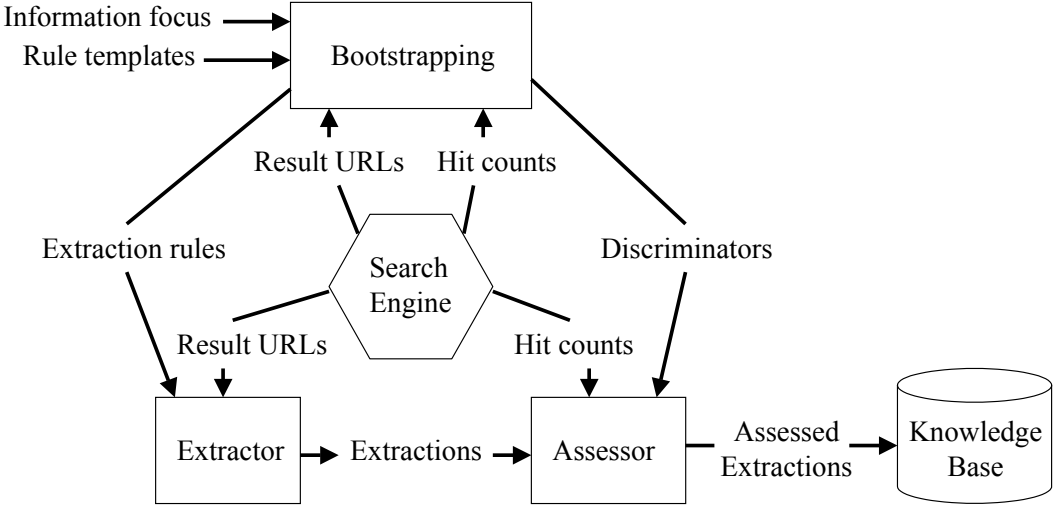 Information focus
Rule templates
Bootstrapping
Result URLs
Hit counts
Extraction rules
Search
Engine
Discriminators
Result URLs
Hit counts
Extractor
Extractions
Assessor
Assessed
Extractions
Knowledge
Base